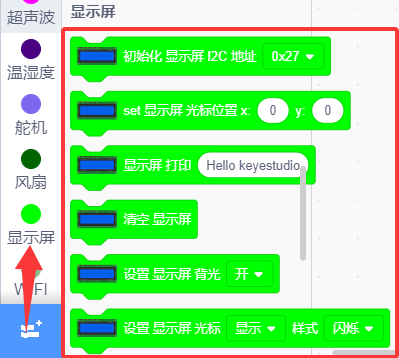 超声波
温湿度
舵机
风扇
显示屏
WIFI
显示屏
初始化 显示屏 I2C 地址 0x27
set 显示屏 光标位置 x: 0 y: 0
显示屏 打印 Hello keyestudio
清空 显示屏
设置 显示屏 背光 开
设置 显示屏 光标 显示 样式 闪烁